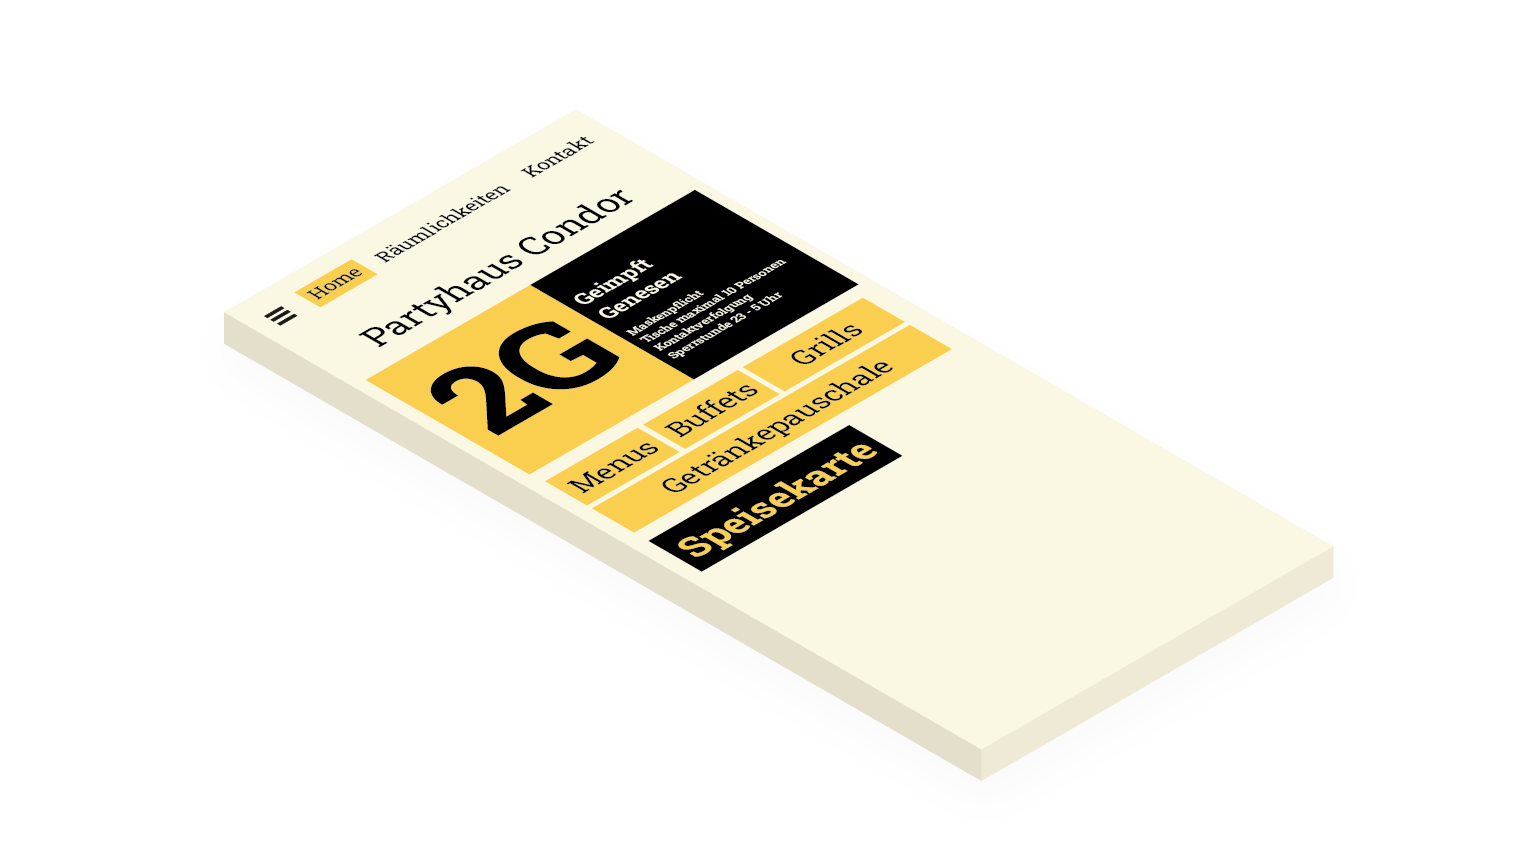 Home Räumlichkeiten Kontakt
Partyhaus Condor
2G
Geimpft
Genesen
Maskenpflicht
Tische maximal 10 Personen
Kontaktverfolgung
Sperrstunde 23 - 5 Uhr
Menus Buffets Grills
Getränkepauschale
Speisekarte